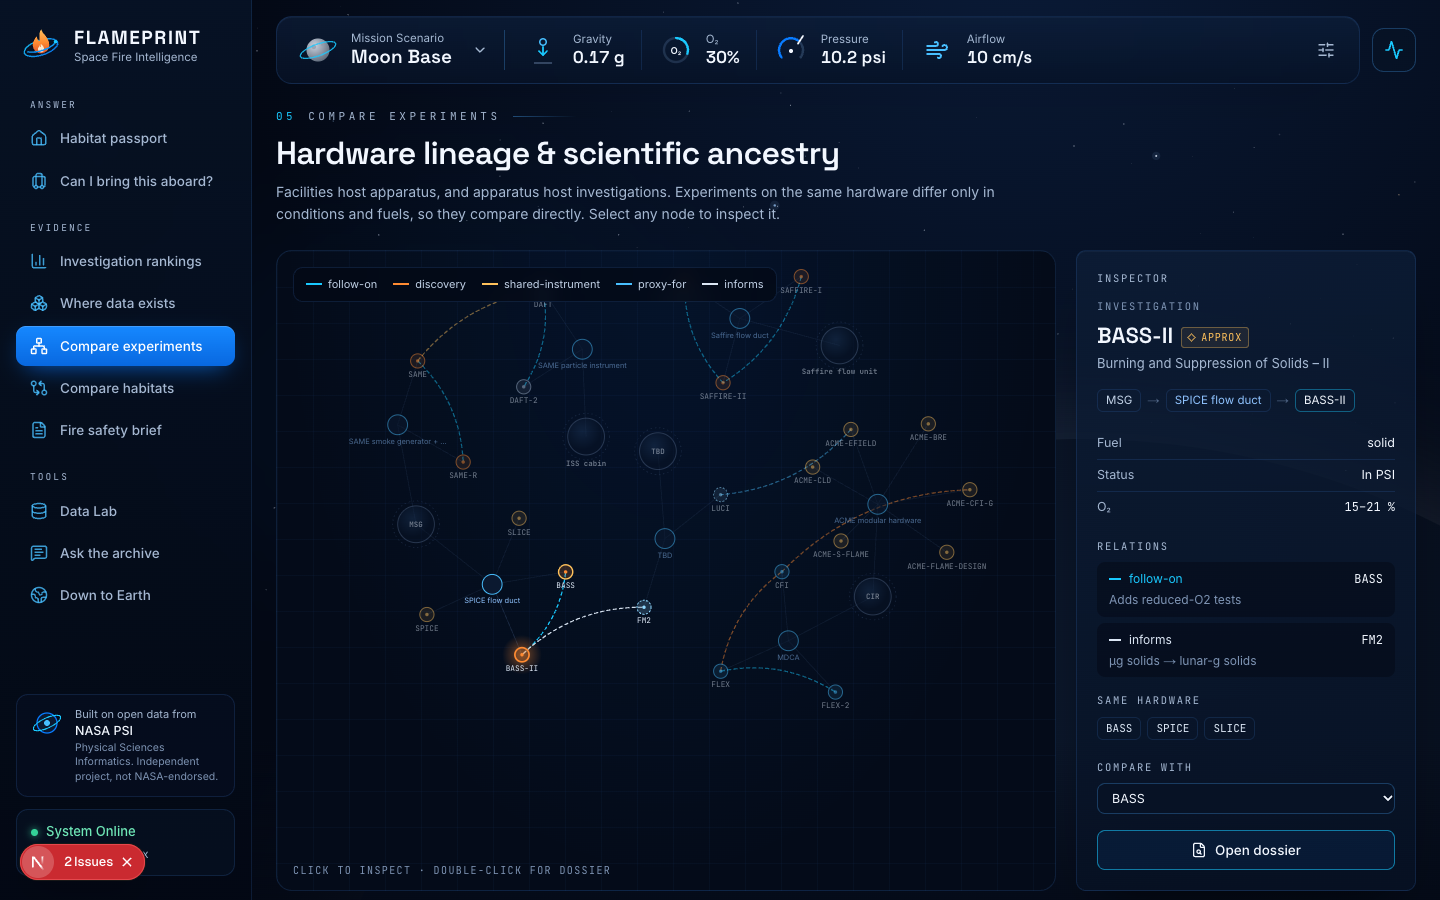 FLAMEPRINT
Space Fire Intelligence
ANSWER
Habitat passport
Can I bring this aboard?
EVIDENCE
Investigation rankings
Where data exists
Compare experiments
Compare habitats
Fire safety brief
TOOLS
Data Lab
Ask the archive
Down to Earth
Built on open data from
NASA PSI
Physical Sciences
Informatics. Independent
project, not NASA-endorsed.
System Online
2 Issues
Mission Scenario
Moon Base
Gravity
0.17 g
O₂
O₂
30%
Pressure
10.2 psi
Airflow
10 cm/s
05 COMPARE EXPERIMENTS
Hardware lineage & scientific ancestry
Facilities host apparatus, and apparatus host investigations. Experiments on the same hardware differ only in
conditions and fuels, so they compare directly. Select any node to inspect it.
follow-on
discovery
shared-instrument
proxy-for
informs
SAFFIRE-I
DAFT
Saffire flow duct
SAME particle instrument
Saffire flow unit
SAME
DAFT-2
SAFFIRE-II
SAME smoke generator + ...
ISS cabin
TBD
ACME-EFIELD
ACME-BRE
SAME-R
ACME-CLD
LUCI
ACME-CFI-G
MSG
SLICE
ACME modular hardware
TBD
ACME-S-FLAME
ACME-FLAME-DESIGN
BASS
CFI
SPICE flow duct
CIR
SPICE
FM2
BASS-II
MDCA
FLEX
FLEX-2
CLICK TO INSPECT · DOUBLE-CLICK FOR DOSSIER
INSPECTOR
INVESTIGATION
BASS-II
APPROX
Burning and Suppression of Solids – II
MSG → SPICE flow duct → BASS-II
Fuel solid
Status In PSI
O₂ 15–21 %
RELATIONS
follow-on BASS
Adds reduced-O2 tests
informs FM2
µg solids → lunar-g solids
SAME HARDWARE
BASS SPICE SLICE
COMPARE WITH
BASS
Open dossier